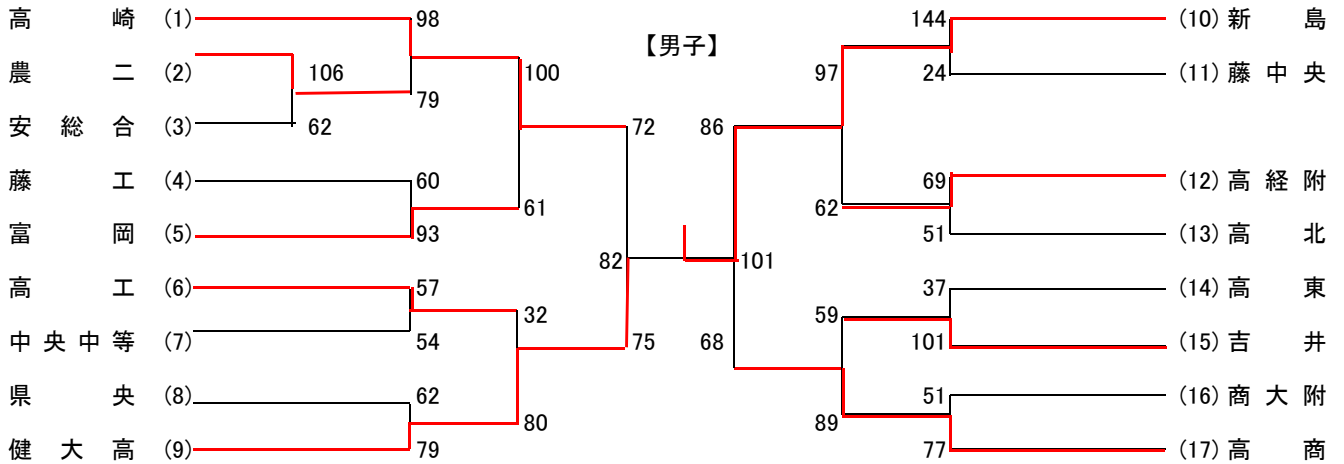 高崎 (1) 98 144 (10) 新島
【男子】
農二 (2) 106 79 100 97 24 (11) 藤中央
安総合 (3) 62 72 86
藤工 (4) 60 61 62 69 (12) 高経附
富岡 (5) 93 51 (13) 高北
82 101
高工 (6) 57 32 59 37 (14) 高東
中央中等 (7) 54 75 68 101 (15) 吉井
県央 (8) 62 80 89 51 (16) 商大附
健大高 (9) 79 77 (17) 高商